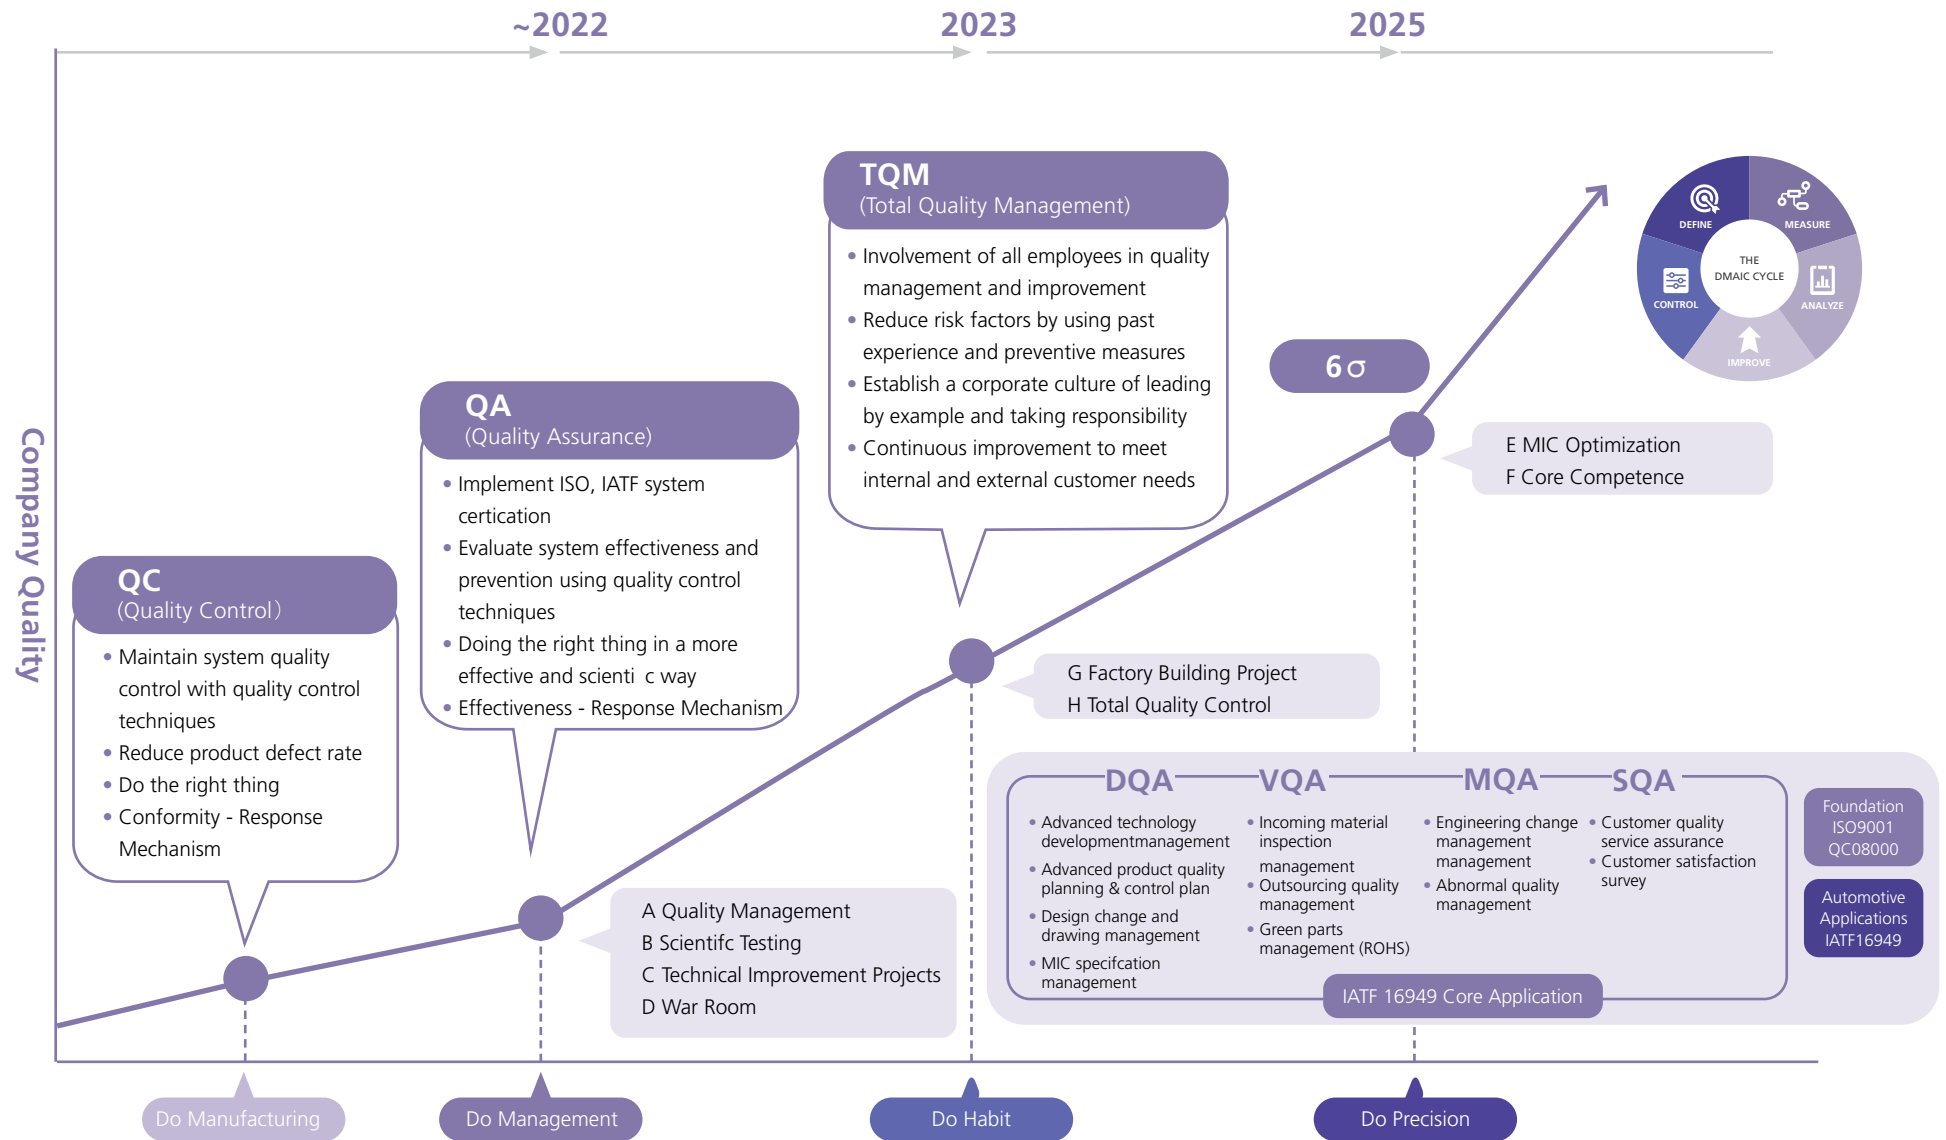 ~2022
2023
2025
Company Quality
QC
(Quality Control）
• Maintain system quality
control with quality control
techniques
• Reduce product defect rate
• Do the right thing
• Conformity - Response
Mechanism
QA
(Quality Assurance)
• Implement ISO, IATF system
certication
• Evaluate system effectiveness and
prevention using quality control
techniques
• Doing the right thing in a more
effective and scienti c way
• Effectiveness - Response Mechanism
TQM
(Total Quality Management)
• Involvement of all employees in quality
management and improvement
• Reduce risk factors by using past
experience and preventive measures
• Establish a corporate culture of leading
by example and taking responsibility
• Continuous improvement to meet
internal and external customer needs
6σ
DEFINE
MEASURE
ANALYZE
IMPROVE
CONTROL
THE
DMAIC CYCLE
E MIC Optimization
F Core Competence
G Factory Building Project
H Total Quality Control
A Quality Management
B Scientifc Testing
C Technical Improvement Projects
D War Room
DQA
• Advanced technology
developmentmanagement
• Advanced product quality
planning & control plan
• Design change and
drawing management
• MIC specifcation
management
VQA
• Incoming material
inspection
management
• Outsourcing quality
management
• Green parts
management (ROHS)
MQA
• Engineering change
management
management
• Abnormal quality
management
SQA
• Customer quality
service assurance
• Customer satisfaction
survey
IATF 16949 Core Application
Foundation
ISO9001
QC08000
Automotive
Applications
IATF16949
Do Manufacturing
Do Management
Do Habit
Do Precision